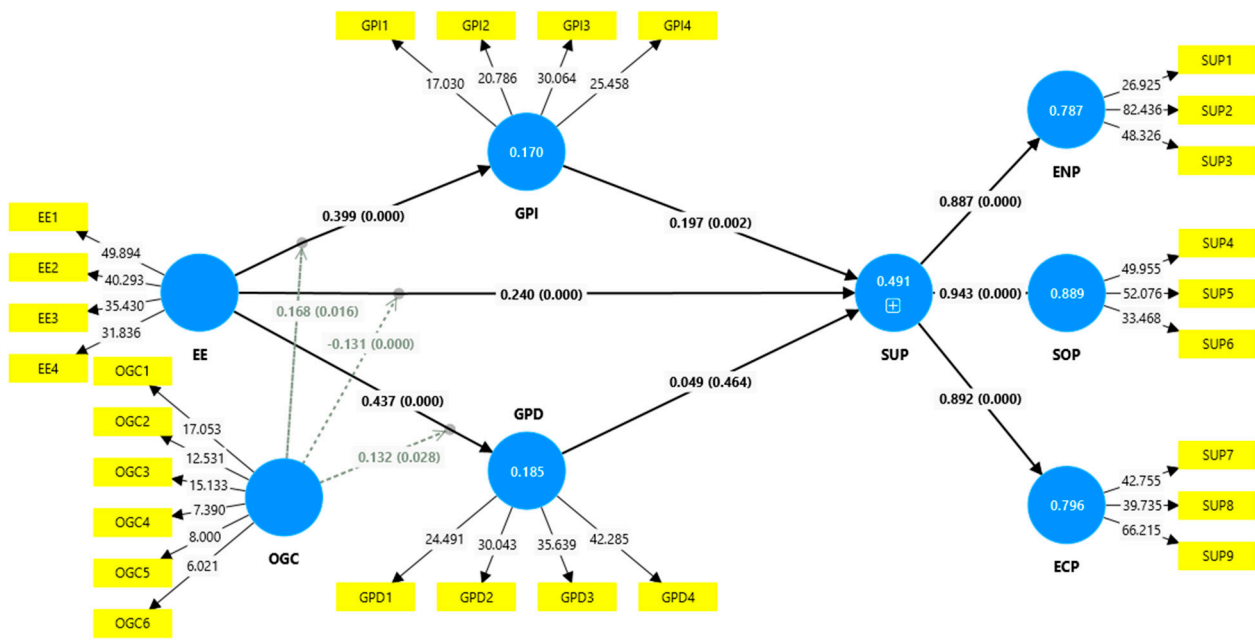 GPI1
GPI2
GPI3
GPI4
17.030
20.786
30.064
25.458
0.170
GPI
SUP1
SUP2
SUP3
26.925
82.436
48.326
0.787
ENP
0.399 (0.000)
0.197 (0.002)
0.887 (0.000)
EE1
EE2
EE3
EE4
49.894
40.293
35.430
31.836
EE
0.240 (0.000)
0.168 (0.016)
-0.131 (0.000)
0.437 (0.000)
0.132 (0.028)
0.491
SUP
0.943 (0.000)
0.889
SOP
SUP4
SUP5
SUP6
49.955
52.076
33.468
0.049 (0.464)
0.892 (0.000)
OGC1
OGC2
OGC3
OGC4
OGC5
OGC6
17.053
12.531
15.133
7.390
8.000
6.021
OGC
GPD
0.185
24.491
30.043
35.639
42.285
GPD1
GPD2
GPD3
GPD4
0.796
ECP
SUP7
SUP8
SUP9
42.755
39.735
66.215